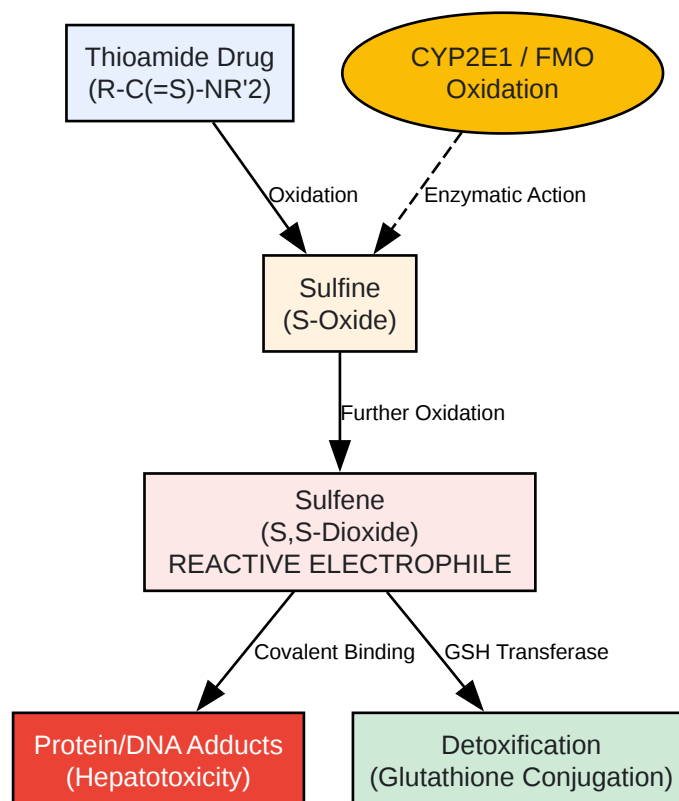 Thioamide Drug
(R-C(=S)-NR'2)
CYP2E1 / FMO
Oxidation
Oxidation
Enzymatic Action
Sulfine
(S-Oxide)
Further Oxidation
Sulfene
(S,S-Dioxide)
REACTIVE ELECTROPHILE
Covalent Binding
GSH Transferase
Protein/DNA Adducts
(Hepatotoxicity)
Detoxification
(Glutathione Conjugation)